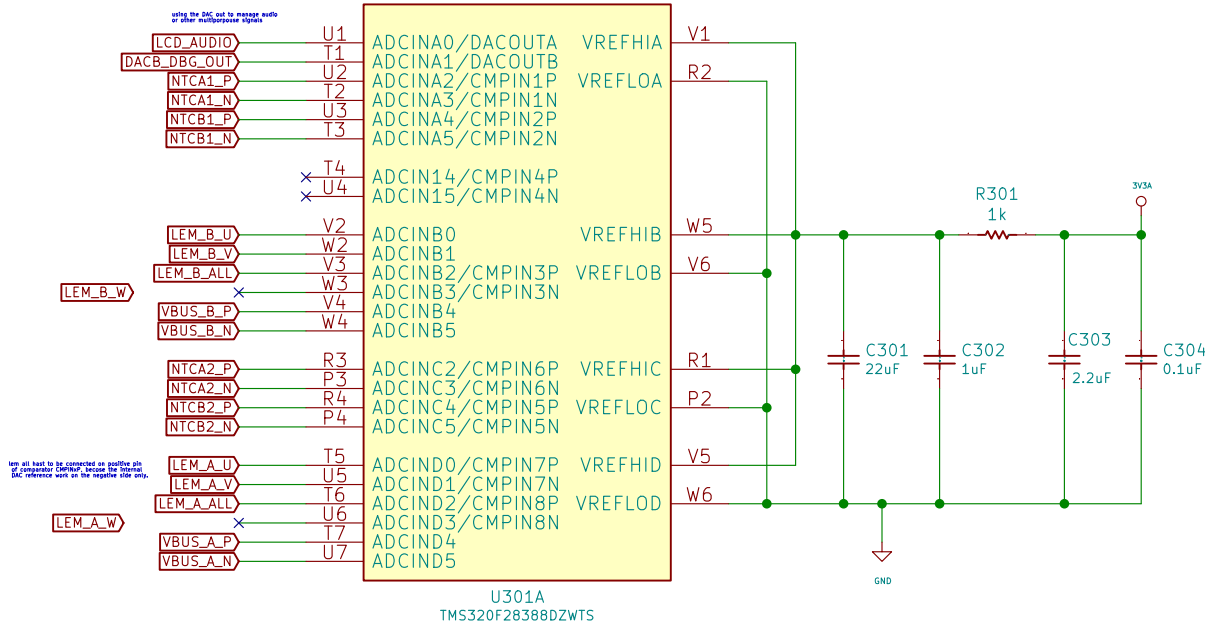 using the DAC out to manage audio
or other multiporpouse signals
LCD_AUDIO U1 ADCINA0/DACOUTA VREFHIA V1
DACB_DBG_OUT T1 ADCINA1/DACOUTB
NTCA1_P U2 ADCINA2/CMPIN1P VREFLOA R2
NTCA1_N T2 ADCINA3/CMPIN1N
NTCB1_P U3 ADCINA4/CMPIN2P
NTCB1_N T3 ADCINA5/CMPIN2N
T4 ADCIN14/CMPIN4P
U4 ADCIN15/CMPIN4N
3V3A
R301
1k
LEM_B_U V2 ADCINB0 VREFHIB W5
LEM_B_V W2 ADCINB1
LEM_B_ALL V3 ADCINB2/CMPIN3P VREFLOB V6
LEM_B_W W3 ADCINB3/CMPIN3N
VBUS_B_P V4 ADCINB4
VBUS_B_N W4 ADCINB5
C301
22uF
C302
1uF
C303
2.2uF
C304
0.1uF
NTCA2_P R3 ADCINC2/CMPIN6P VREFHIC R1
NTCA2_N P3 ADCINC3/CMPIN6N
NTCB2_P R4 ADCINC4/CMPIN5P VREFLOC P2
NTCB2_N P4 ADCINC5/CMPIN5N
lem all hast to be connected on positive pin
of comparator CMPINxP, becose the internal
DAC reference work on the negative side only.
LEM_A_U T5 ADCIND0/CMPIN7P VREFHID V5
LEM_A_V U5 ADCIND1/CMPIN7N
LEM_A_ALL T6 ADCIND2/CMPIN8P VREFLOD W6
LEM_A_W U6 ADCIND3/CMPIN8N
VBUS_A_P T7 ADCIND4
VBUS_A_N U7 ADCIND5
GND
U301A
TMS320F28388DZWTS